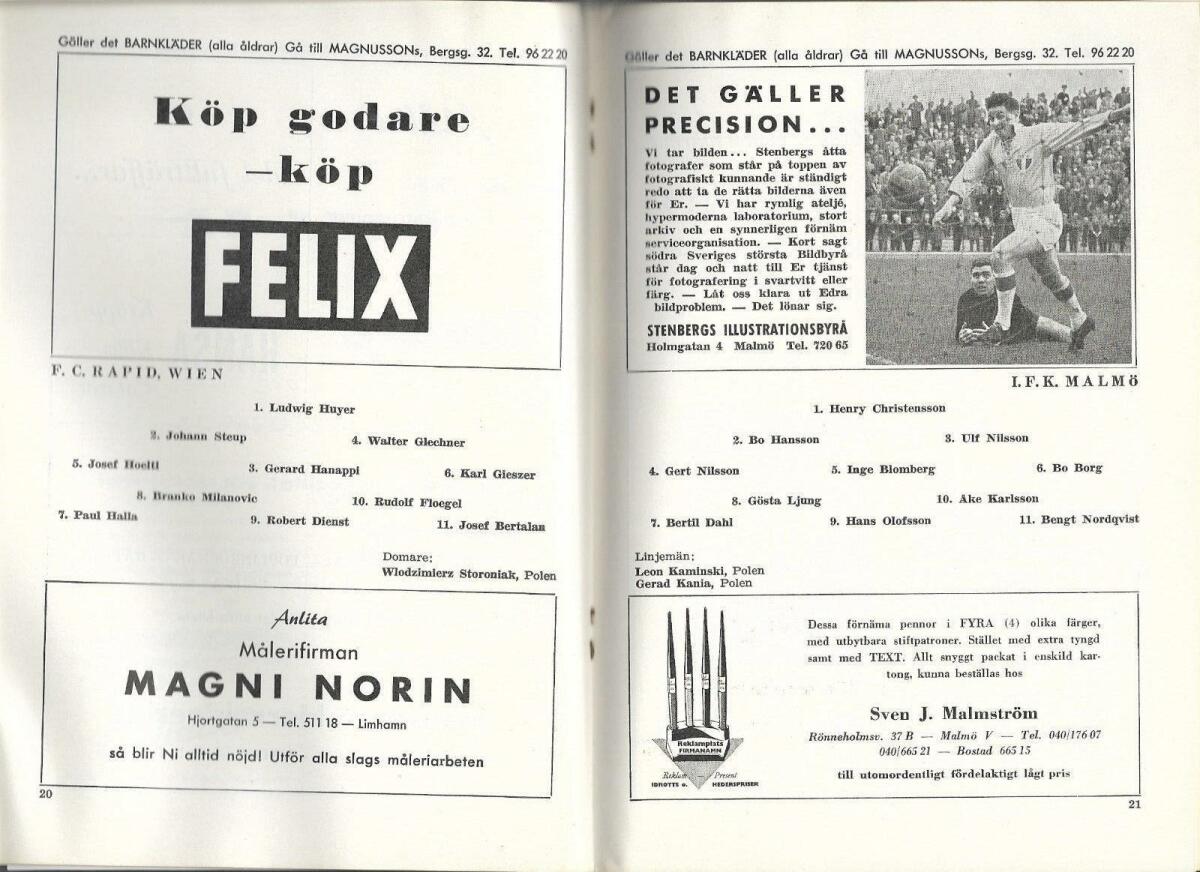 Gäller det BARNKLÄDER (alla åldrar) Gå till MAGNUSSONs, Bergsg. 32. Tel. 96 22 20
Köp godare
—köp
FELIX
F. C. RAPID, WIEN
1. Ludwig Huyer
2. Johann Steup 4. Walter Glechner
5. Josef Hoeltl 3. Gerard Hanappi 6. Karl Gieszer
8. Branko Milanovic 10. Rudolf Floegel
7. Paul Halla 9. Robert Dienst 11. Josef Bertalan
Domare:
Wlodzimierz Storoniak, Polen
Anlita
Målerifirman
MAGNI NORIN
Hjortgatan 5 — Tel. 511 18 — Limhamn
så blir Ni alltid nöjd! Utför alla slags måleriarbeten
20
Gäller det BARNKLÄDER (alla åldrar) Gå till MAGNUSSONs, Bergsg. 32. Tel. 96 22 20
DET GÄLLER
PRECISION...
Vi tar bilden... Stenbergs åtta
fotografer som står på toppen av
fotografiskt kunnande är ständigt
redo att ta de rätta bilderna även
för Er. — Vi har rymlig ateljé,
hypermoderna laboratorium, stort
arkiv och en synnerligen förnäm
serviceorganisation. — Kort sagt
södra Sveriges största Bildbyrå
står dag och natt till Er tjänst
för fotografering i svartvitt eller
färg. — Låt oss klara ut Edra
bildproblem. — Det lönar sig.
STENBERGS ILLUSTRATIONSBYRÅ
Holmgatan 4 Malmö Tel. 720 65
I.F.K. MALMÖ
1. Henry Christensson
2. Bo Hansson 3. Ulf Nilsson
4. Gert Nilsson 5. Inge Blomberg 6. Bo Borg
8. Gösta Ljung 10. Ake Karlsson
7. Bertil Dahl 9. Hans Olofsson 11. Bengt Nordqvist
Linjemän:
Leon Kaminski, Polen
Gerad Kania, Polen
Dessa förnäma pennor i FYRA (4) olika färger,
med utbytbara stiftpatroner. Stället med extra tyngd
samt med TEXT. Allt snyggt packat i enskild kar-
tong, kunna beställas hos
Sven J. Malmström
Rönneholmsv. 37 B — Malmö V — Tel. 040/176 07
040/665 21 — Bostad 665 15
till utomordentligt fördelaktigt lågt pris
Reklamplats
FIRMANAMN
Reklam — Present
IDROTTS o. HEDERSPRISER
21